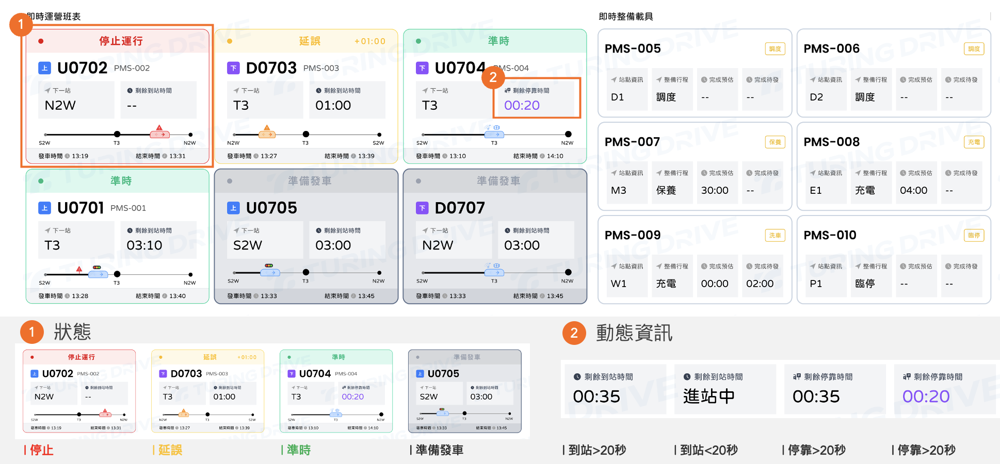 即時運營班表
1
停止運行
上 U0702 PMS-002
下一站
N2W
剩餘到站時間
--
S2W T3 N2W
發車時間 13:19 結束時間 13:31
延誤 +01:00
下 D0703 PMS-003
下一站
T3
剩餘到站時間
01:00
N2W T3 S2W
發車時間 13:27 結束時間 13:39
準時
下 U0704 PMS-004
2
下一站
T3
剩餘停靠時間
00:20
S2W T3 N2W
發車時間 13:10 結束時間 14:10
準時
上 U0701 PMS-001
下一站
T3
剩餘到站時間
03:10
S2W T3 N2W
發車時間 13:28 結束時間 13:40
準備發車
上 U0705
下一站
S2W
剩餘到站時間
03:00
S2W T3 N2W
發車時間 13:33 結束時間 13:45
準備發車
下 D0707
下一站
N2W
剩餘到站時間
03:00
S2W T3 N2W
發車時間 13:33 結束時間 13:45
即時整備載具
PMS-005 調度
站點資訊 整備行程 完成預估 完成待發
D1 調度 -- --
PMS-006 調度
站點資訊 整備行程 完成預估 完成待發
D2 調度 -- --
PMS-007 保養
站點資訊 整備行程 完成預估 完成待發
M3 保養 30:00 --
PMS-008 充電
站點資訊 整備行程 完成預估 完成待發
E1 充電 04:00 --
PMS-009 洗車
站點資訊 整備行程 完成預估 完成待發
W1 充電 00:00 02:00
PMS-010 臨停
站點資訊 整備行程 完成預估 完成待發
P1 臨停 -- --
1 狀態
停止運行
上 U0702 PMS-002
下一站
N2W
剩餘到站時間
--
S2W T3 N2W
發車時間 13:19 結束時間 13:31
延誤 +01:00
下 D0703 PMS-003
下一站
T3
剩餘到站時間
01:00
N2W T3 S2W
發車時間 13:27 結束時間 13:39
準時
下 U0704 PMS-004
下一站
T3
剩餘停靠時間
00:20
S2W T3 N2W
發車時間 13:10 結束時間 14:10
準備發車
上 U0705
下一站
S2W
剩餘到站時間
03:00
S2W T3 N2W
發車時間 13:33 結束時間 13:45
| 停止
| 延誤
| 準時
| 準備發車
2 動態資訊
剩餘到站時間
00:35
剩餘到站時間
進站中
剩餘停靠時間
00:35
剩餘停靠時間
00:20
| 到站>20秒
| 到站<20秒
| 停靠>20秒
| 停靠>20秒
TURING DRIVE